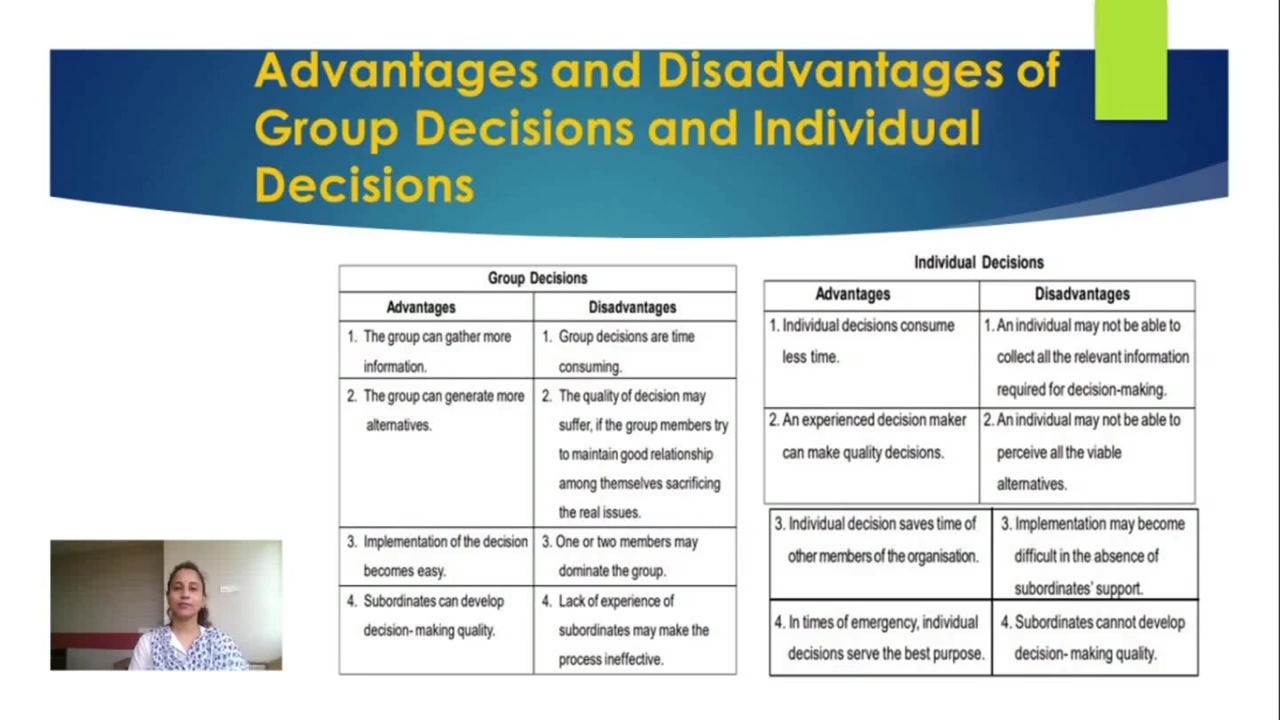 Advantages and Disadvantages of
Group Decisions and Individual
Decisions
Group Decisions
Advantages
Disadvantages
1. The group can gather more
information.
1. Group decisions are time
consuming.
2. The group can generate more
alternatives.
2. The quality of decision may
suffer, if the group members try
to maintain good relationship
among themselves sacrificing
the real issues.
3. Implementation of the decision
becomes easy.
3. One or two members may
dominate the group.
4. Subordinates can develop
decision- making quality.
4. Lack of experience of
subordinates may make the
process ineffective.
Individual Decisions
Advantages
Disadvantages
1. Individual decisions consume
less time.
1. An individual may not be able to
collect all the relevant information
required for decision-making.
2. An experienced decision maker
can make quality decisions.
2. An individual may not be able to
perceive all the viable
alternatives.
3. Individual decision saves time of
other members of the organisation.
3. Implementation may become
difficult in the absence of
subordinates' support.
4. In times of emergency, individual
decisions serve the best purpose.
4. Subordinates cannot develop
decision- making quality.